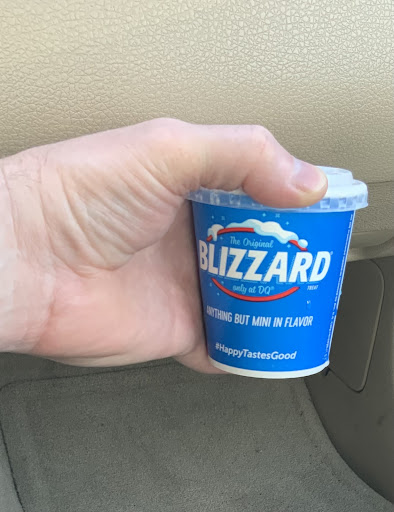 The Original
BLIZZARD®
only at DQ® TREAT
ANYTHING BUT MINI IN FLAVOR
#HappyTastesGood